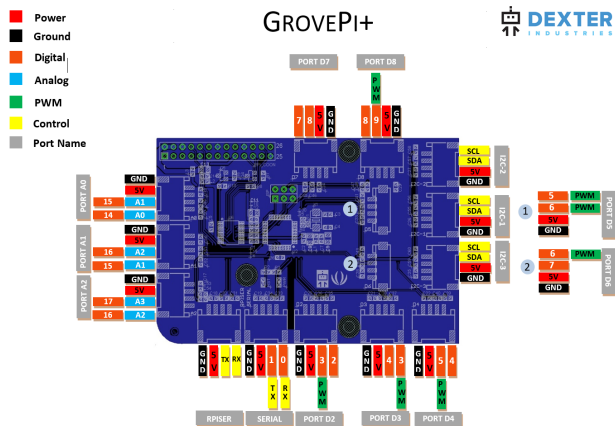 GROVEPI+
DEXTER
INDUSTRIES
Power
Ground
Digital
Analog
PWM
Control
Port Name
PORT D7
7
8
5V
GND
PORT D8
PWM
8
9
5V
GND
PORT A0
GND
5V
15 A1
14 A0
PORT A1
GND
5V
16 A2
15 A1
PORT A2
GND
5V
17 A3
16 A2
SCL
SDA
5V
GND
I2C-2
SCL
SDA
5V
GND
I2C-1
SCL
SDA
5V
GND
I2C-3
1
2
1
5 PWM
6 PWM
5V
GND
PORT D5
2
6 PWM
7
5V
GND
PORT D6
GND
5V
TX
RX
RPISER
GND
5V
1
0
TX
RX
SERIAL
GND
5V
3
2
PWM
PORT D2
GND
5V
4
3
PWM
PORT D3
GND
5V
5
4
PWM
PORT D4